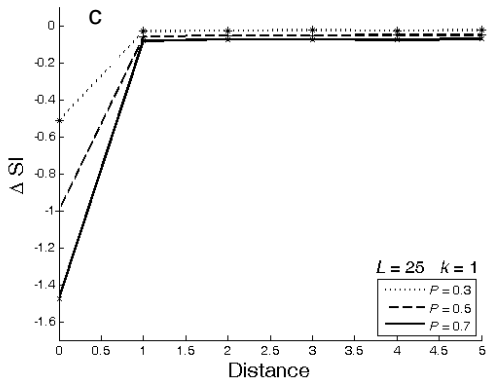 C
0
-0.2
-0.4
-0.6
-0.8
-1
-1.2
-1.4
-1.6
Δ SI
L = 25 k = 1
P = 0.3
P = 0.5
P = 0.7
0 0.5 1 1.5 2 2.5 3 3.5 4 4.5 5
Distance